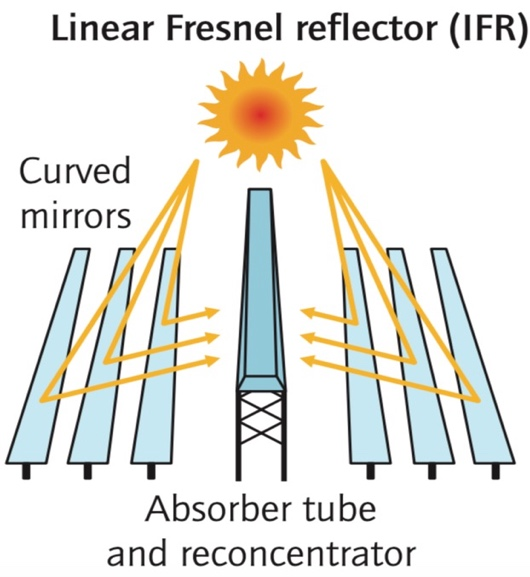 Linear Fresnel reflector (IFR)
Curved
mirrors
Absorber tube
and reconcentrator